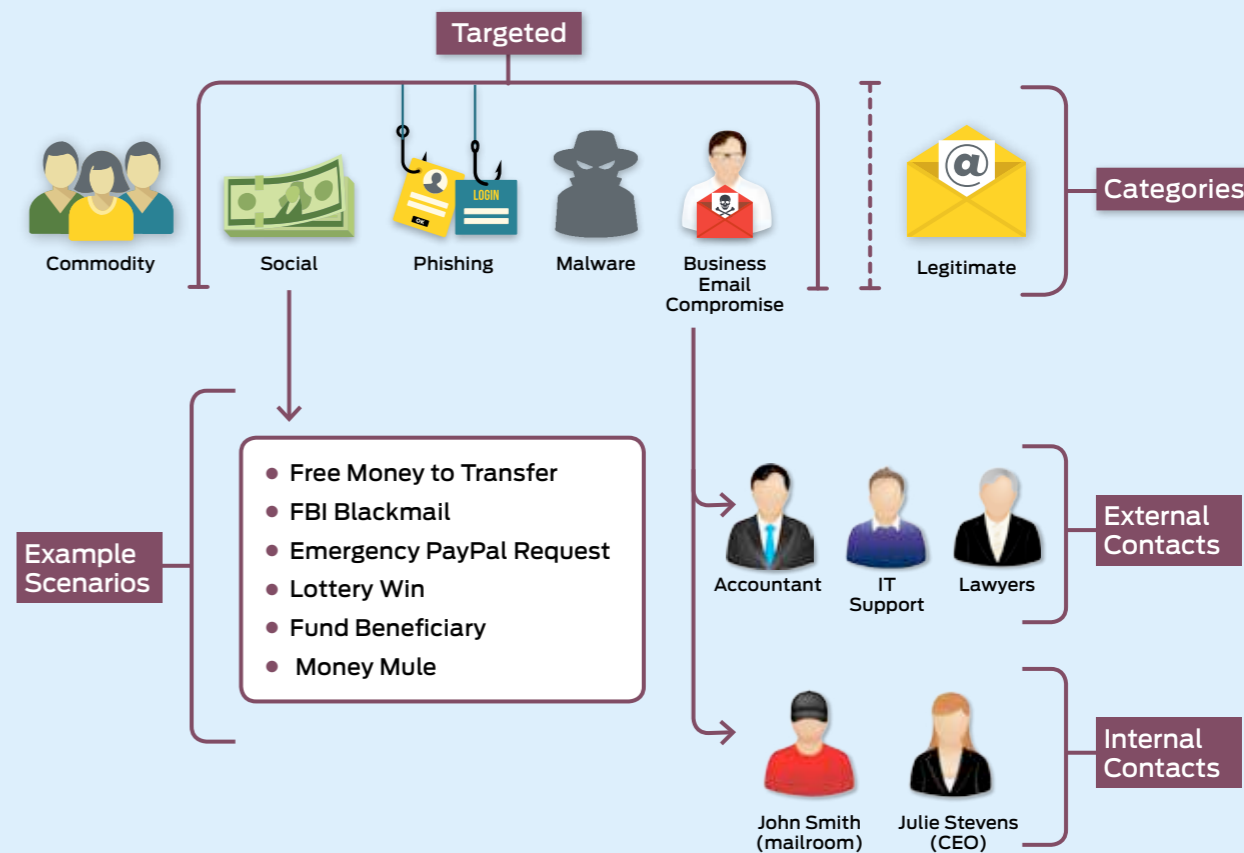 Targeted
Commodity
Social
LOGIN
OK
Phishing
Malware
Business
Email
Compromise
@
Legitimate
Categories
Example
Scenarios
• Free Money to Transfer
• FBI Blackmail
• Emergency PayPal Request
• Lottery Win
• Fund Beneficiary
• Money Mule
Accountant
IT
Support
Lawyers
External
Contacts
John Smith
(mailroom)
Julie Stevens
(CEO)
Internal
Contacts